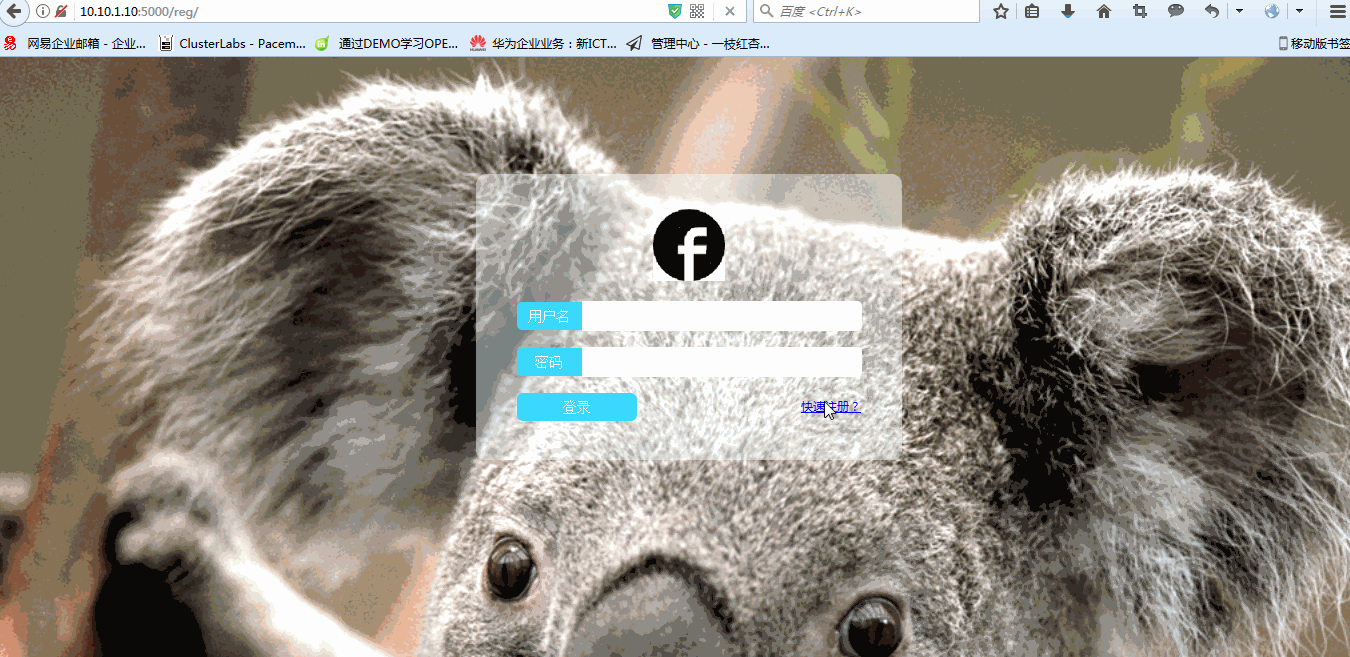 10.10.1.10:5000/reg/
百度 <Ctrl+K>
网易企业邮箱 - 企业... ClusterLabs - Pacem... 通过DEMO学习OPE... 华为企业业务：新ICT... 管理中心 - 一枝红杏... 移动版书签
f
用户名
密码
登录 快速注册？